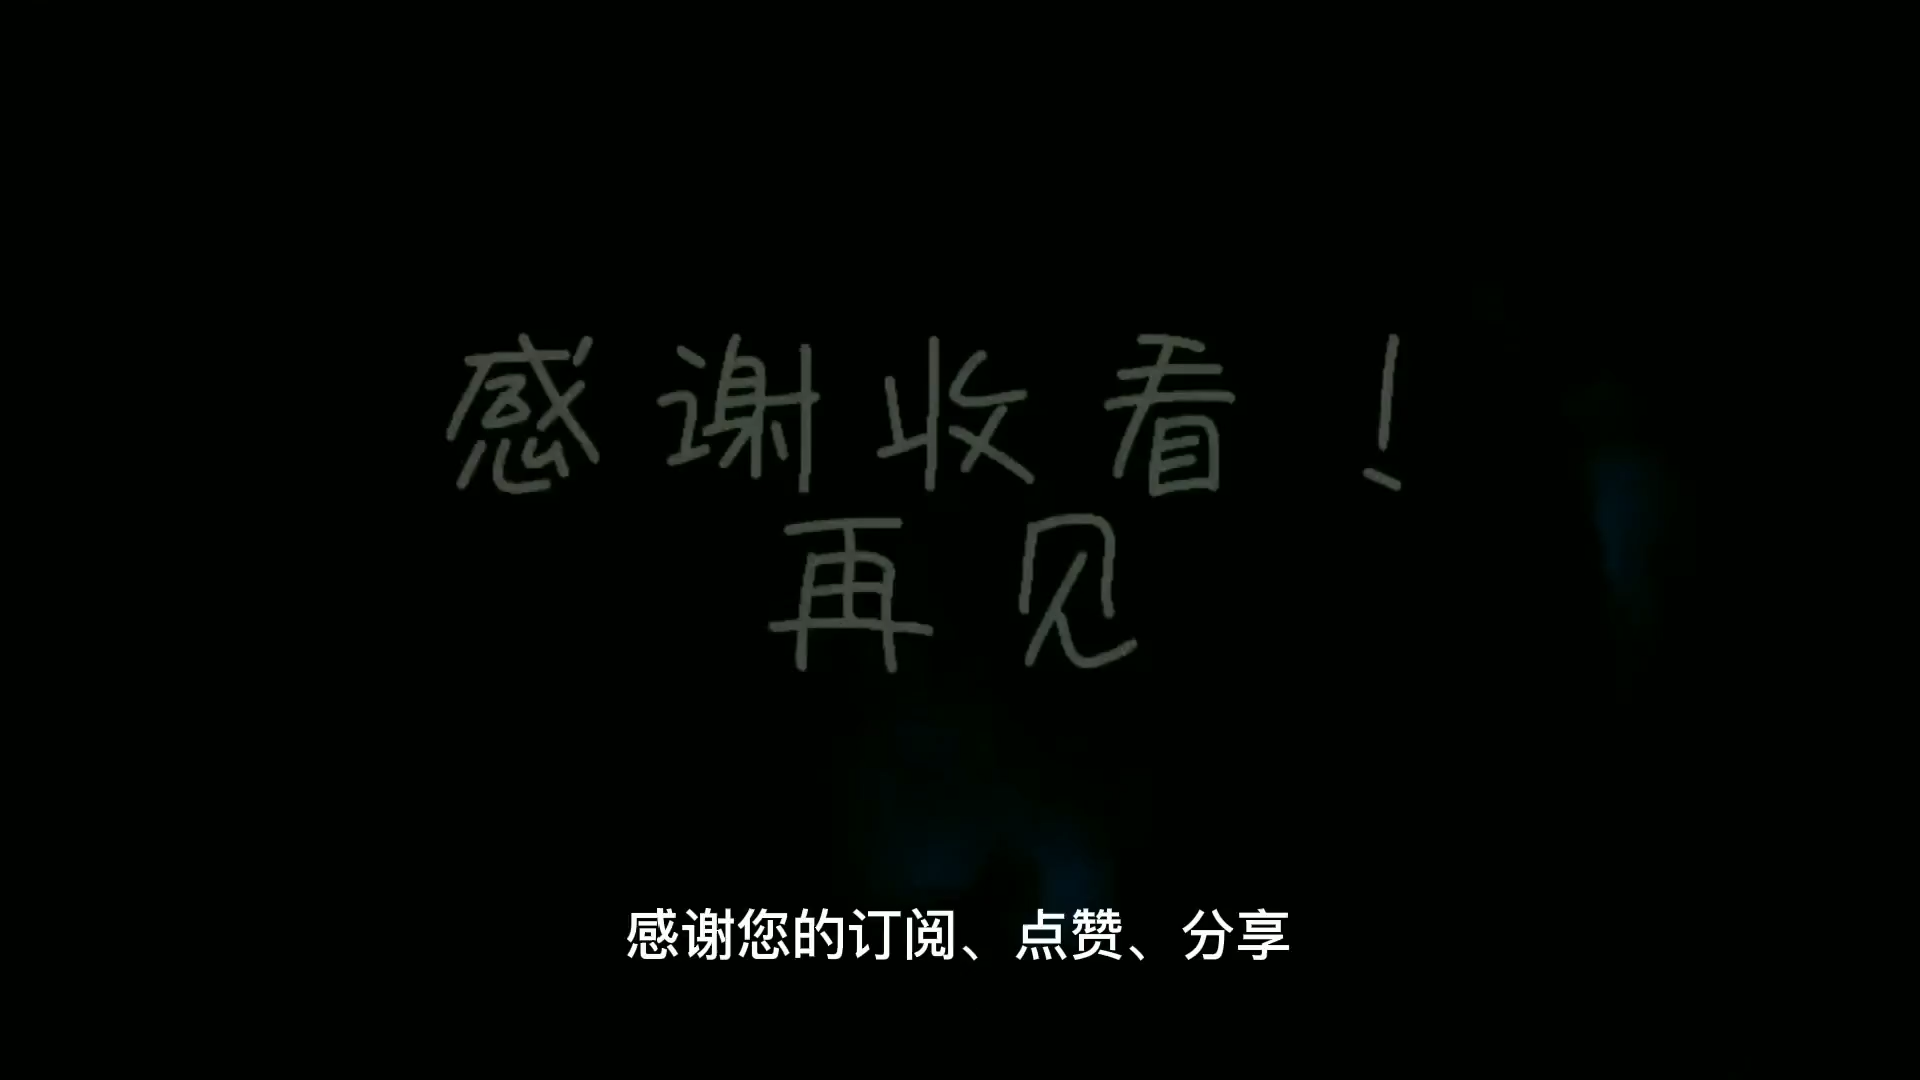 感谢收看！
再见
感谢您的订阅、点赞、分享